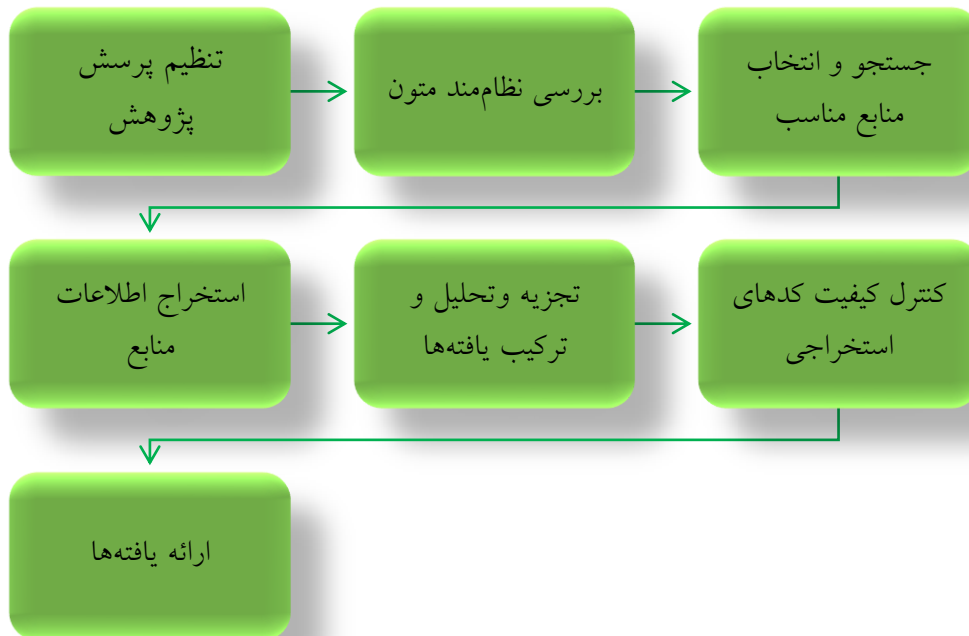 تنظیم پرسش
پژوهش
بررسی نظام‌مند متون
جستجو و انتخاب
منابع مناسب
استخراج اطلاعات
منابع
تجزیه وتحلیل و
ترکیب یافته‌ها
کنترل کیفیت کدهای
استخراجی
ارائه یافته‌ها